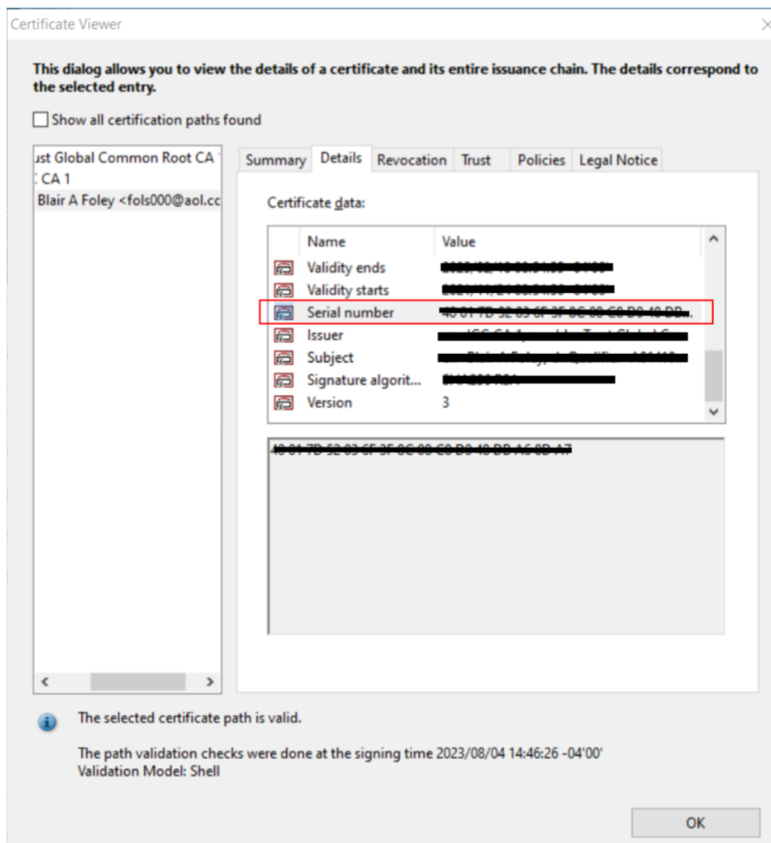 Certificate Viewer
This dialog allows you to view the details of a certificate and its entire issuance chain. The details correspond to
the selected entry.
Show all certification paths found
ust Global Common Root CA
CA 1
Blair A Foley <fols000@aol.cc
Summary Details Revocation Trust Policies Legal Notice
Certificate data:
Name Value
Validity ends
Validity starts
Serial number
Issuer
Subject
Signature algorit...
Version 3
The selected certificate path is valid.
The path validation checks were done at the signing time 2023/08/04 14:46:26 -04'00'
Validation Model: Shell
OK